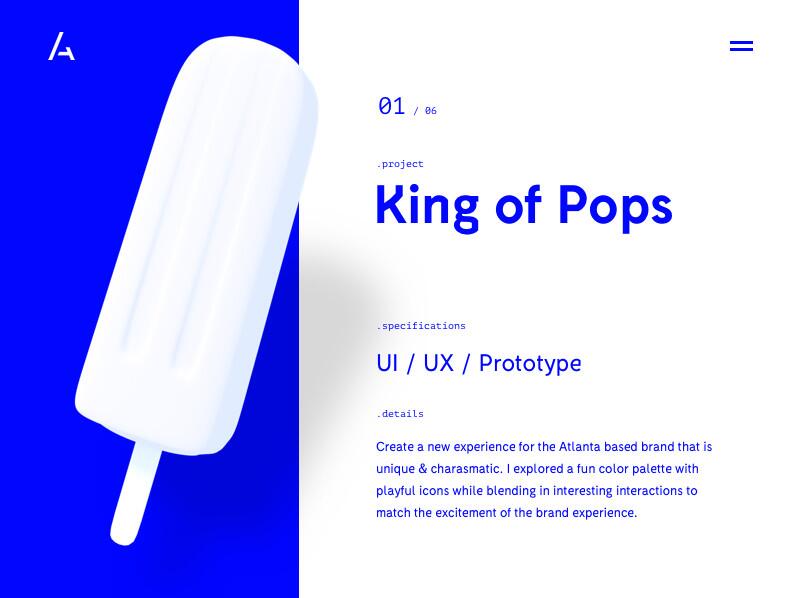 01 / 06
.project
King of Pops
.specifications
UI / UX / Prototype
.details
Create a new experience for the Atlanta based brand that is
unique & charasmatic. I explored a fun color palette with
playful icons while blending in interesting interactions to
match the excitement of the brand experience.